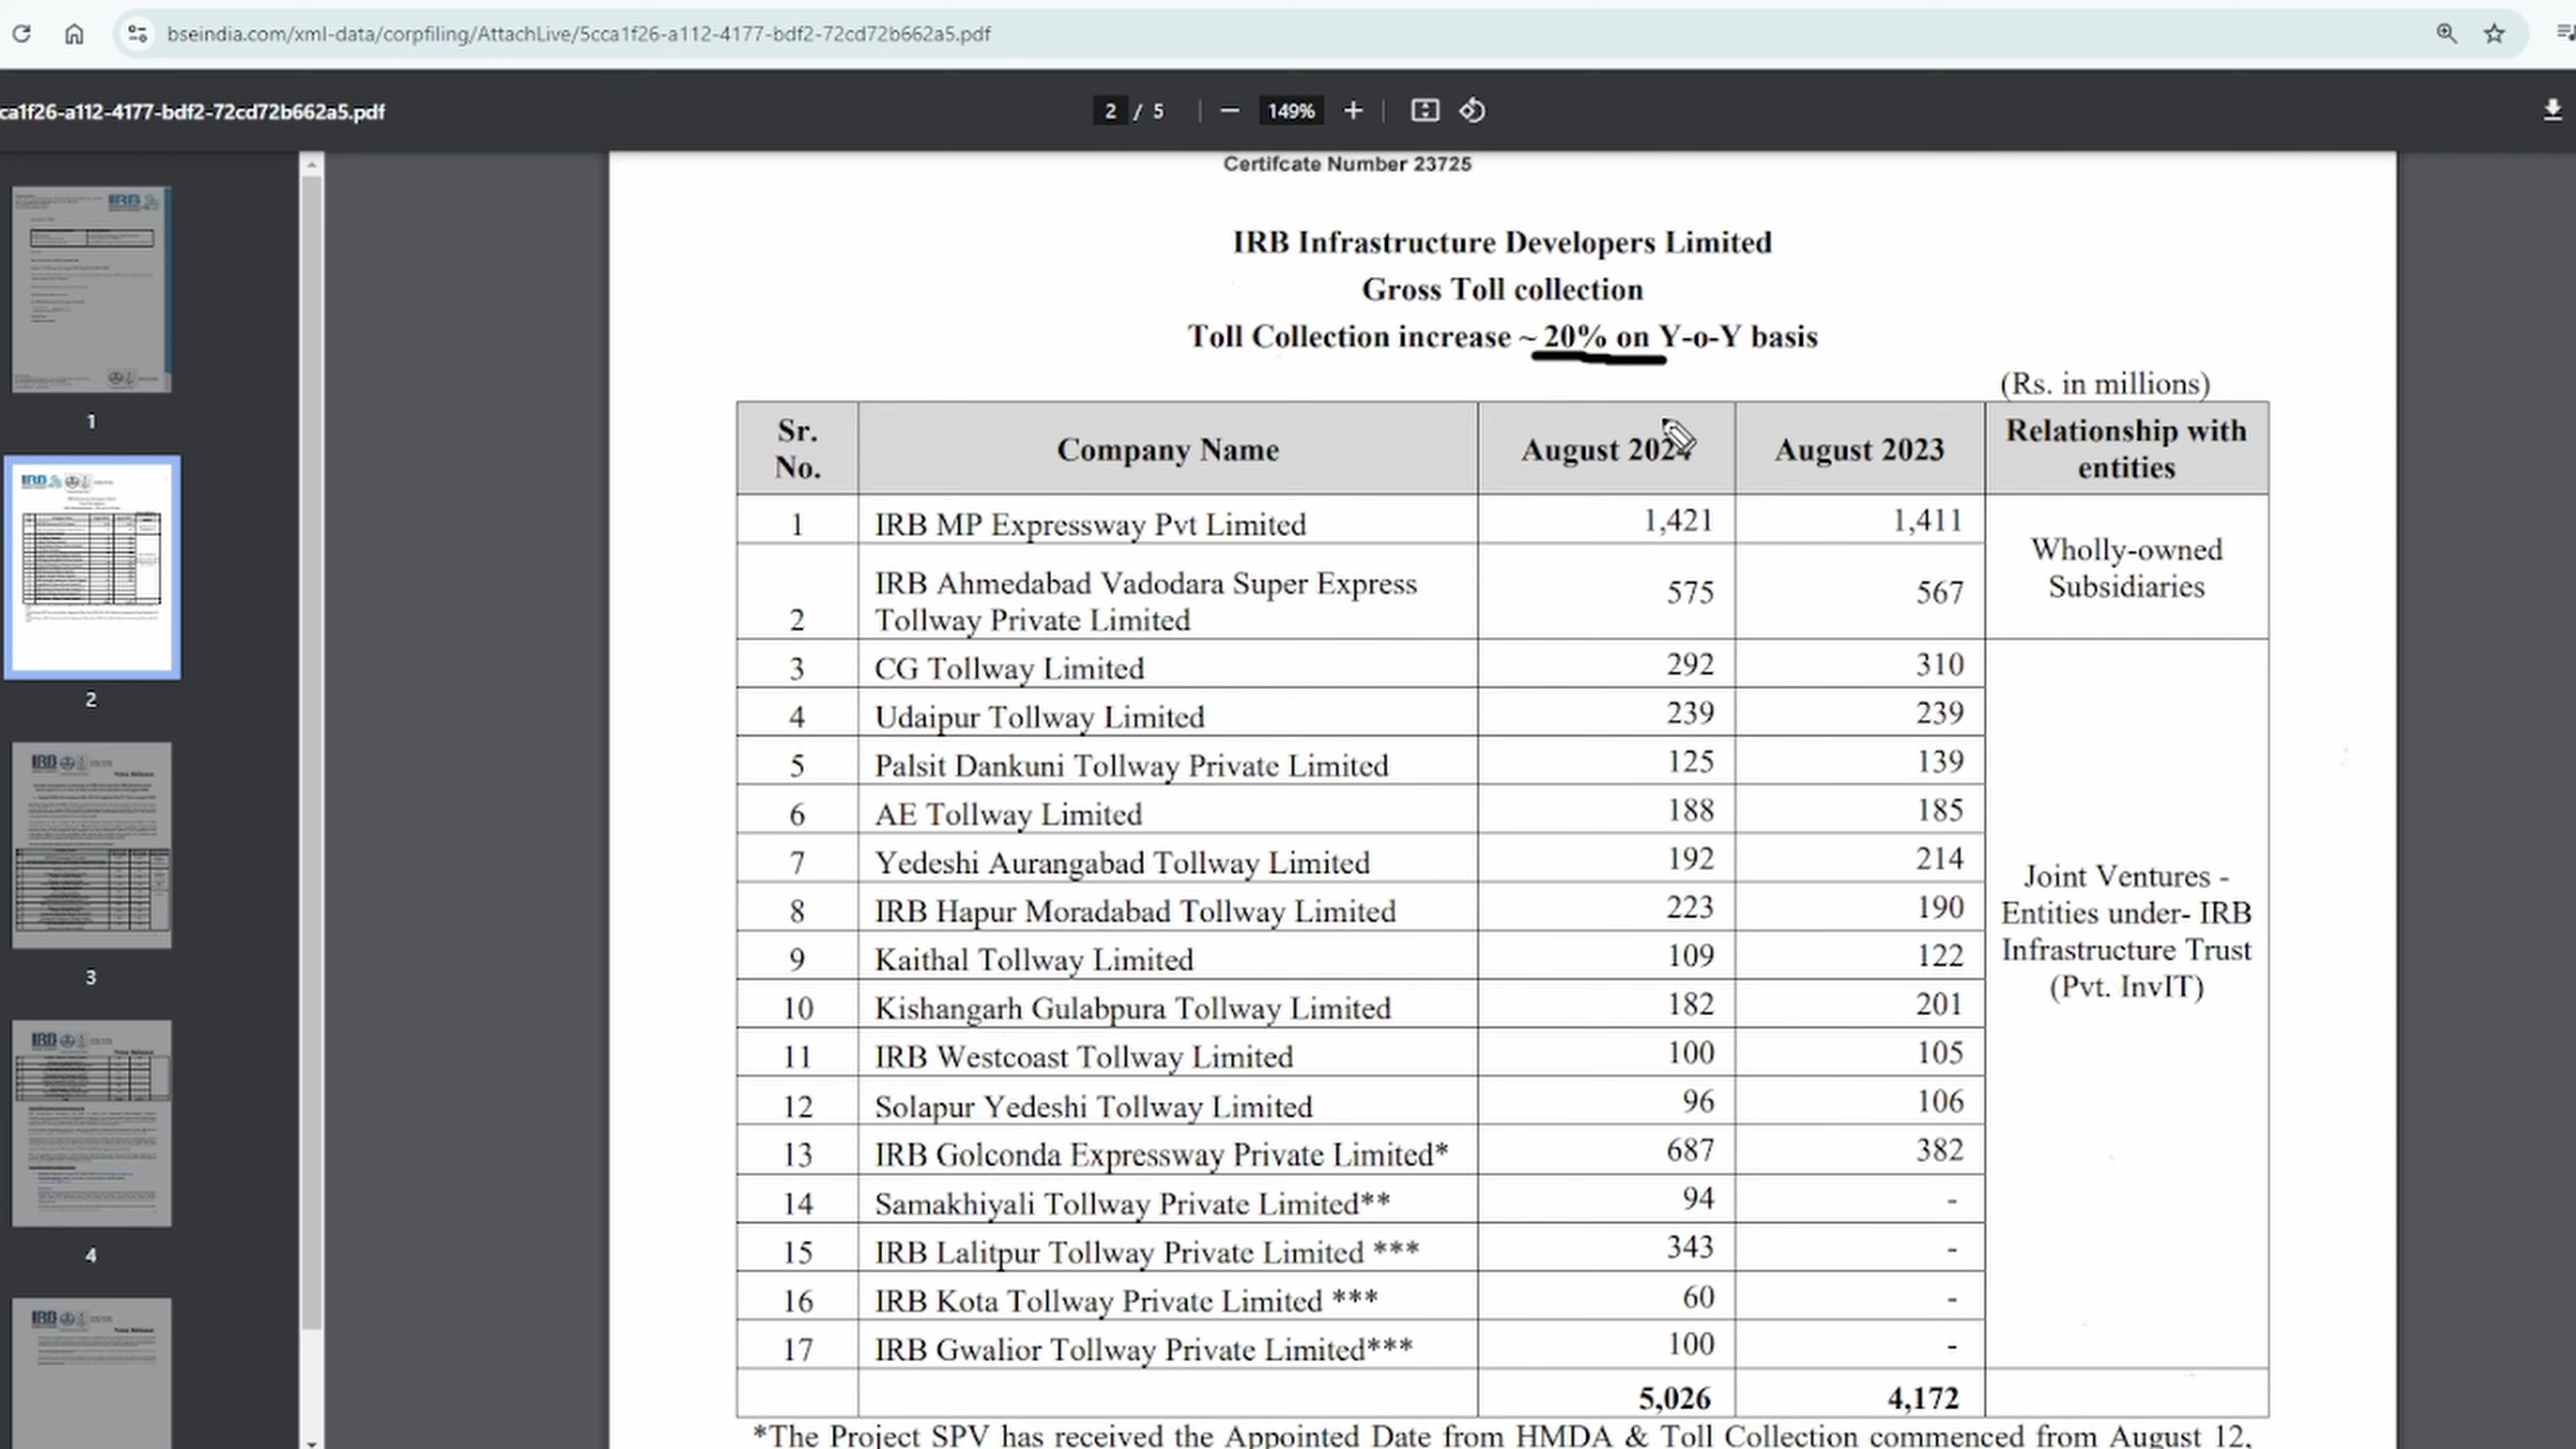 bseindia.com/xml-data/corpfiling/AttachLive/5cca1f26-a112-4177-bdf2-72cd72b662a5.pdf
ca1f26-a112-4177-bdf2-72cd72b662a5.pdf
2 / 5
149%
1
2
3
4
Certifcate Number 23725
IRB Infrastructure Developers Limited
Gross Toll collection
Toll Collection increase ~ 20% on Y-o-Y basis
(Rs. in millions)
Sr. No. Company Name August 2024 August 2023 Relationship with entities
1 IRB MP Expressway Pvt Limited 1,421 1,411
Wholly-owned Subsidiaries
2 IRB Ahmedabad Vadodara Super Express Tollway Private Limited 575 567
3 CG Tollway Limited 292 310
4 Udaipur Tollway Limited 239 239
5 Palsit Dankuni Tollway Private Limited 125 139
6 AE Tollway Limited 188 185
7 Yedeshi Aurangabad Tollway Limited 192 214
8 IRB Hapur Moradabad Tollway Limited 223 190
Joint Ventures - Entities under- IRB Infrastructure Trust (Pvt. InvIT)
9 Kaithal Tollway Limited 109 122
10 Kishangarh Gulabpura Tollway Limited 182 201
11 IRB Westcoast Tollway Limited 100 105
12 Solapur Yedeshi Tollway Limited 96 106
13 IRB Golconda Expressway Private Limited* 687 382
14 Samakhiyali Tollway Private Limited** 94 -
15 IRB Lalitpur Tollway Private Limited *** 343 -
16 IRB Kota Tollway Private Limited *** 60 -
17 IRB Gwalior Tollway Private Limited*** 100 -
5,026 4,172
*The Project SPV has received the Appointed Date from HMDA & Toll Collection commenced from August 12,